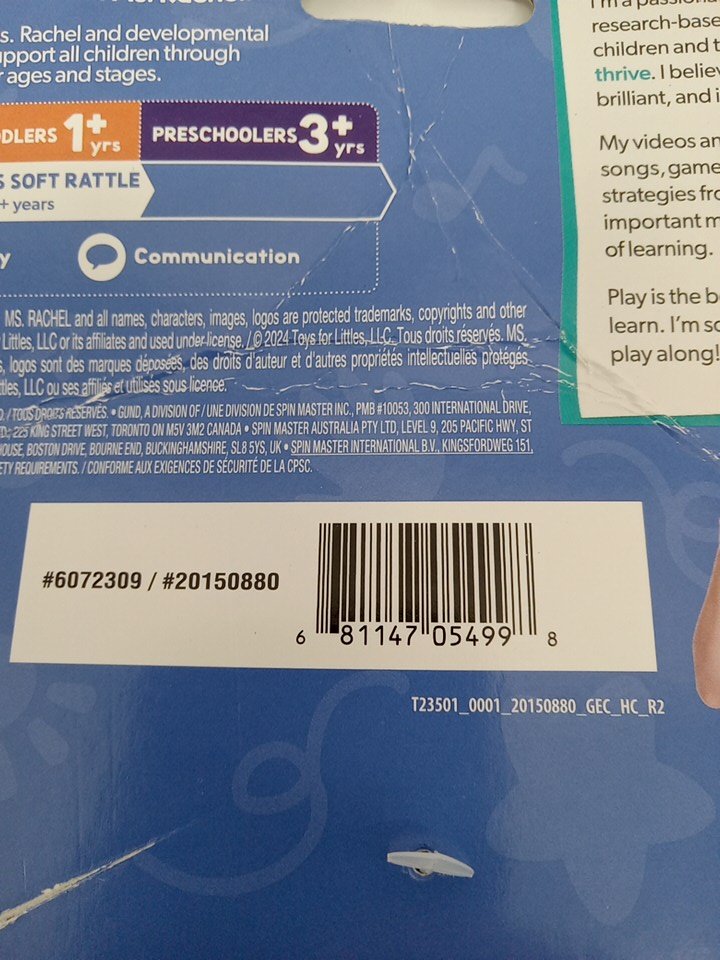 s. Rachel and developmental
upport all children through
ages and stages.
DLERS 1+ yrs PRESCHOOLERS 3+ yrs
S SOFT RATTLE
+ years
y Communication
MS. RACHEL and all names, characters, images, logos are protected trademarks, copyrights and other
Littles, LLC or its affiliates and used under license. / © 2024 Toys for Littles, LLC. Tous droits réservés. MS.
, logos sont des marques déposées, des droits d'auteur et d'autres propriétés intellectuelles protégés
ttles, LLC ou ses affiliés et utilisés sous licence.
D. / TOUS DROITS RÉSERVÉS. • GUND, A DIVISION OF / UNE DIVISION DE SPIN MASTER INC., PMB #10053, 300 INTERNATIONAL DRIVE,
TD., 225 KING STREET WEST, TORONTO ON M5V 3M2 CANADA • SPIN MASTER AUSTRALIA PTY LTD, LEVEL 9, 205 PACIFIC HWY, ST
HOUSE, BOSTON DRIVE, BOURNE END, BUCKINGHAMSHIRE, SL8 5YS, UK • SPIN MASTER INTERNATIONAL B.V., KINGSFORDWEG 151,
ETY REQUIREMENTS. / CONFORME AUX EXIGENCES DE SÉCURITÉ DE LA CPSC.
#6072309 / #20150880
6 81147 05499 8
T23501_0001_20150880_GEC_HC_R2
I'm a passiona
research-base
children and t
thrive. I believ
brilliant, and i
My videos an
songs, game
strategies fro
important m
of learning.
Play is the b
learn. I'm so
play along!